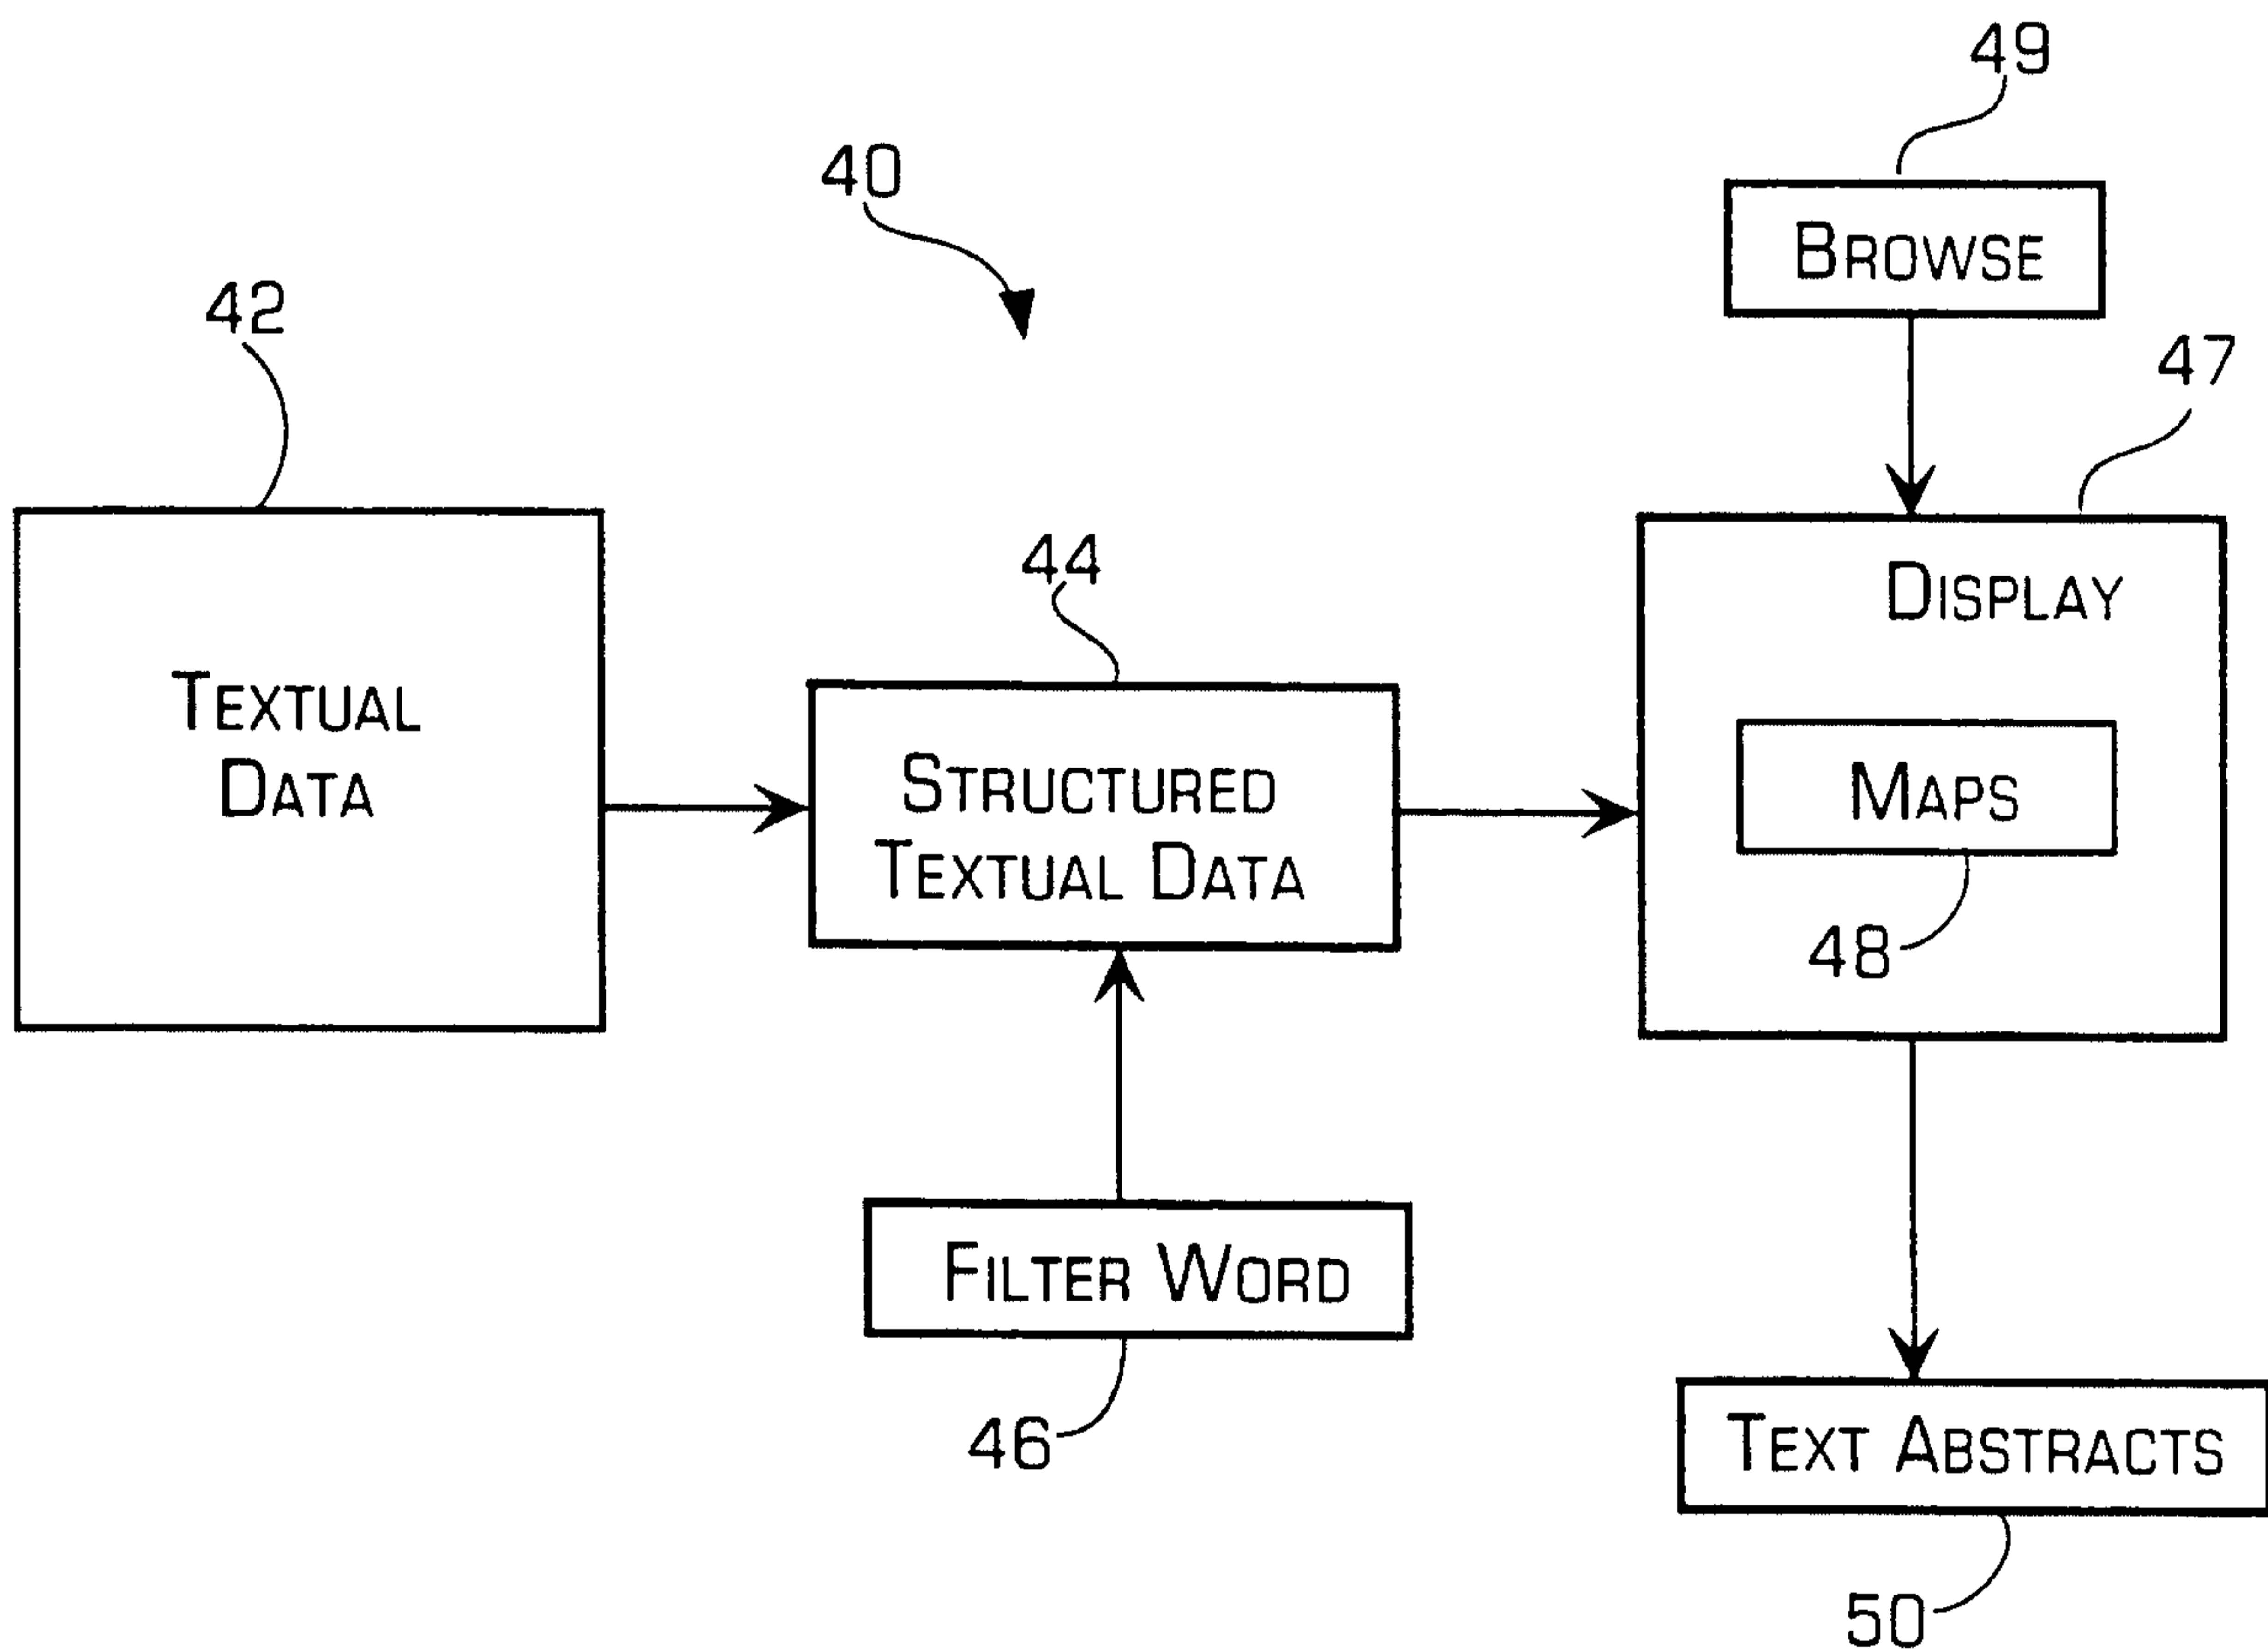 49
40
BROWSE
42
47
44
DISPLAY
TEXTUAL
DATA
STRUCTURED
TEXTUAL DATA
MAPS
48
FILTER WORD
46
TEXT ABSTRACTS
50